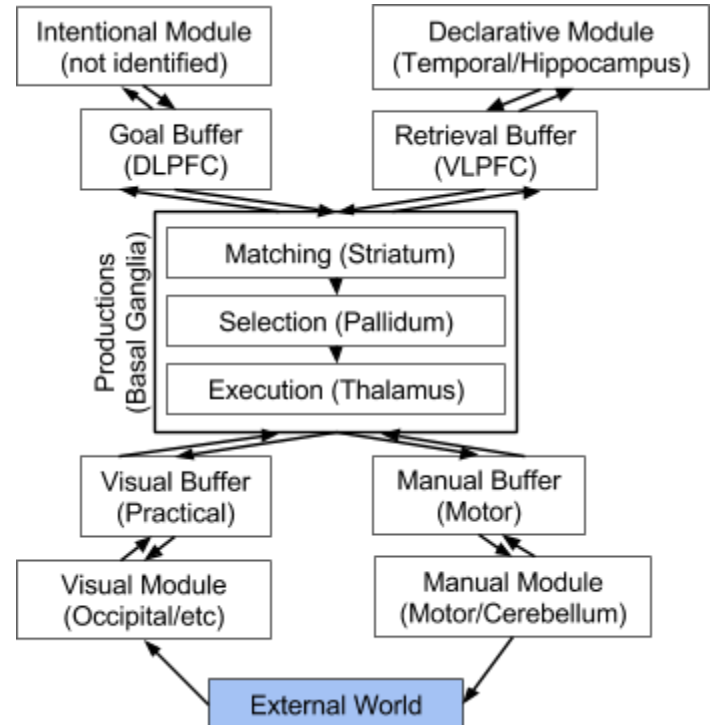 Intentional Module
(not identified)
Declarative Module
(Temporal/Hippocampus)
Goal Buffer
(DLPFC)
Retrieval Buffer
(VLPFC)
Productions
(Basal Ganglia)
Matching (Striatum)
Selection (Pallidum)
Execution (Thalamus)
Visual Buffer
(Practical)
Manual Buffer
(Motor)
Visual Module
(Occipital/etc)
Manual Module
(Motor/Cerebellum)
External World